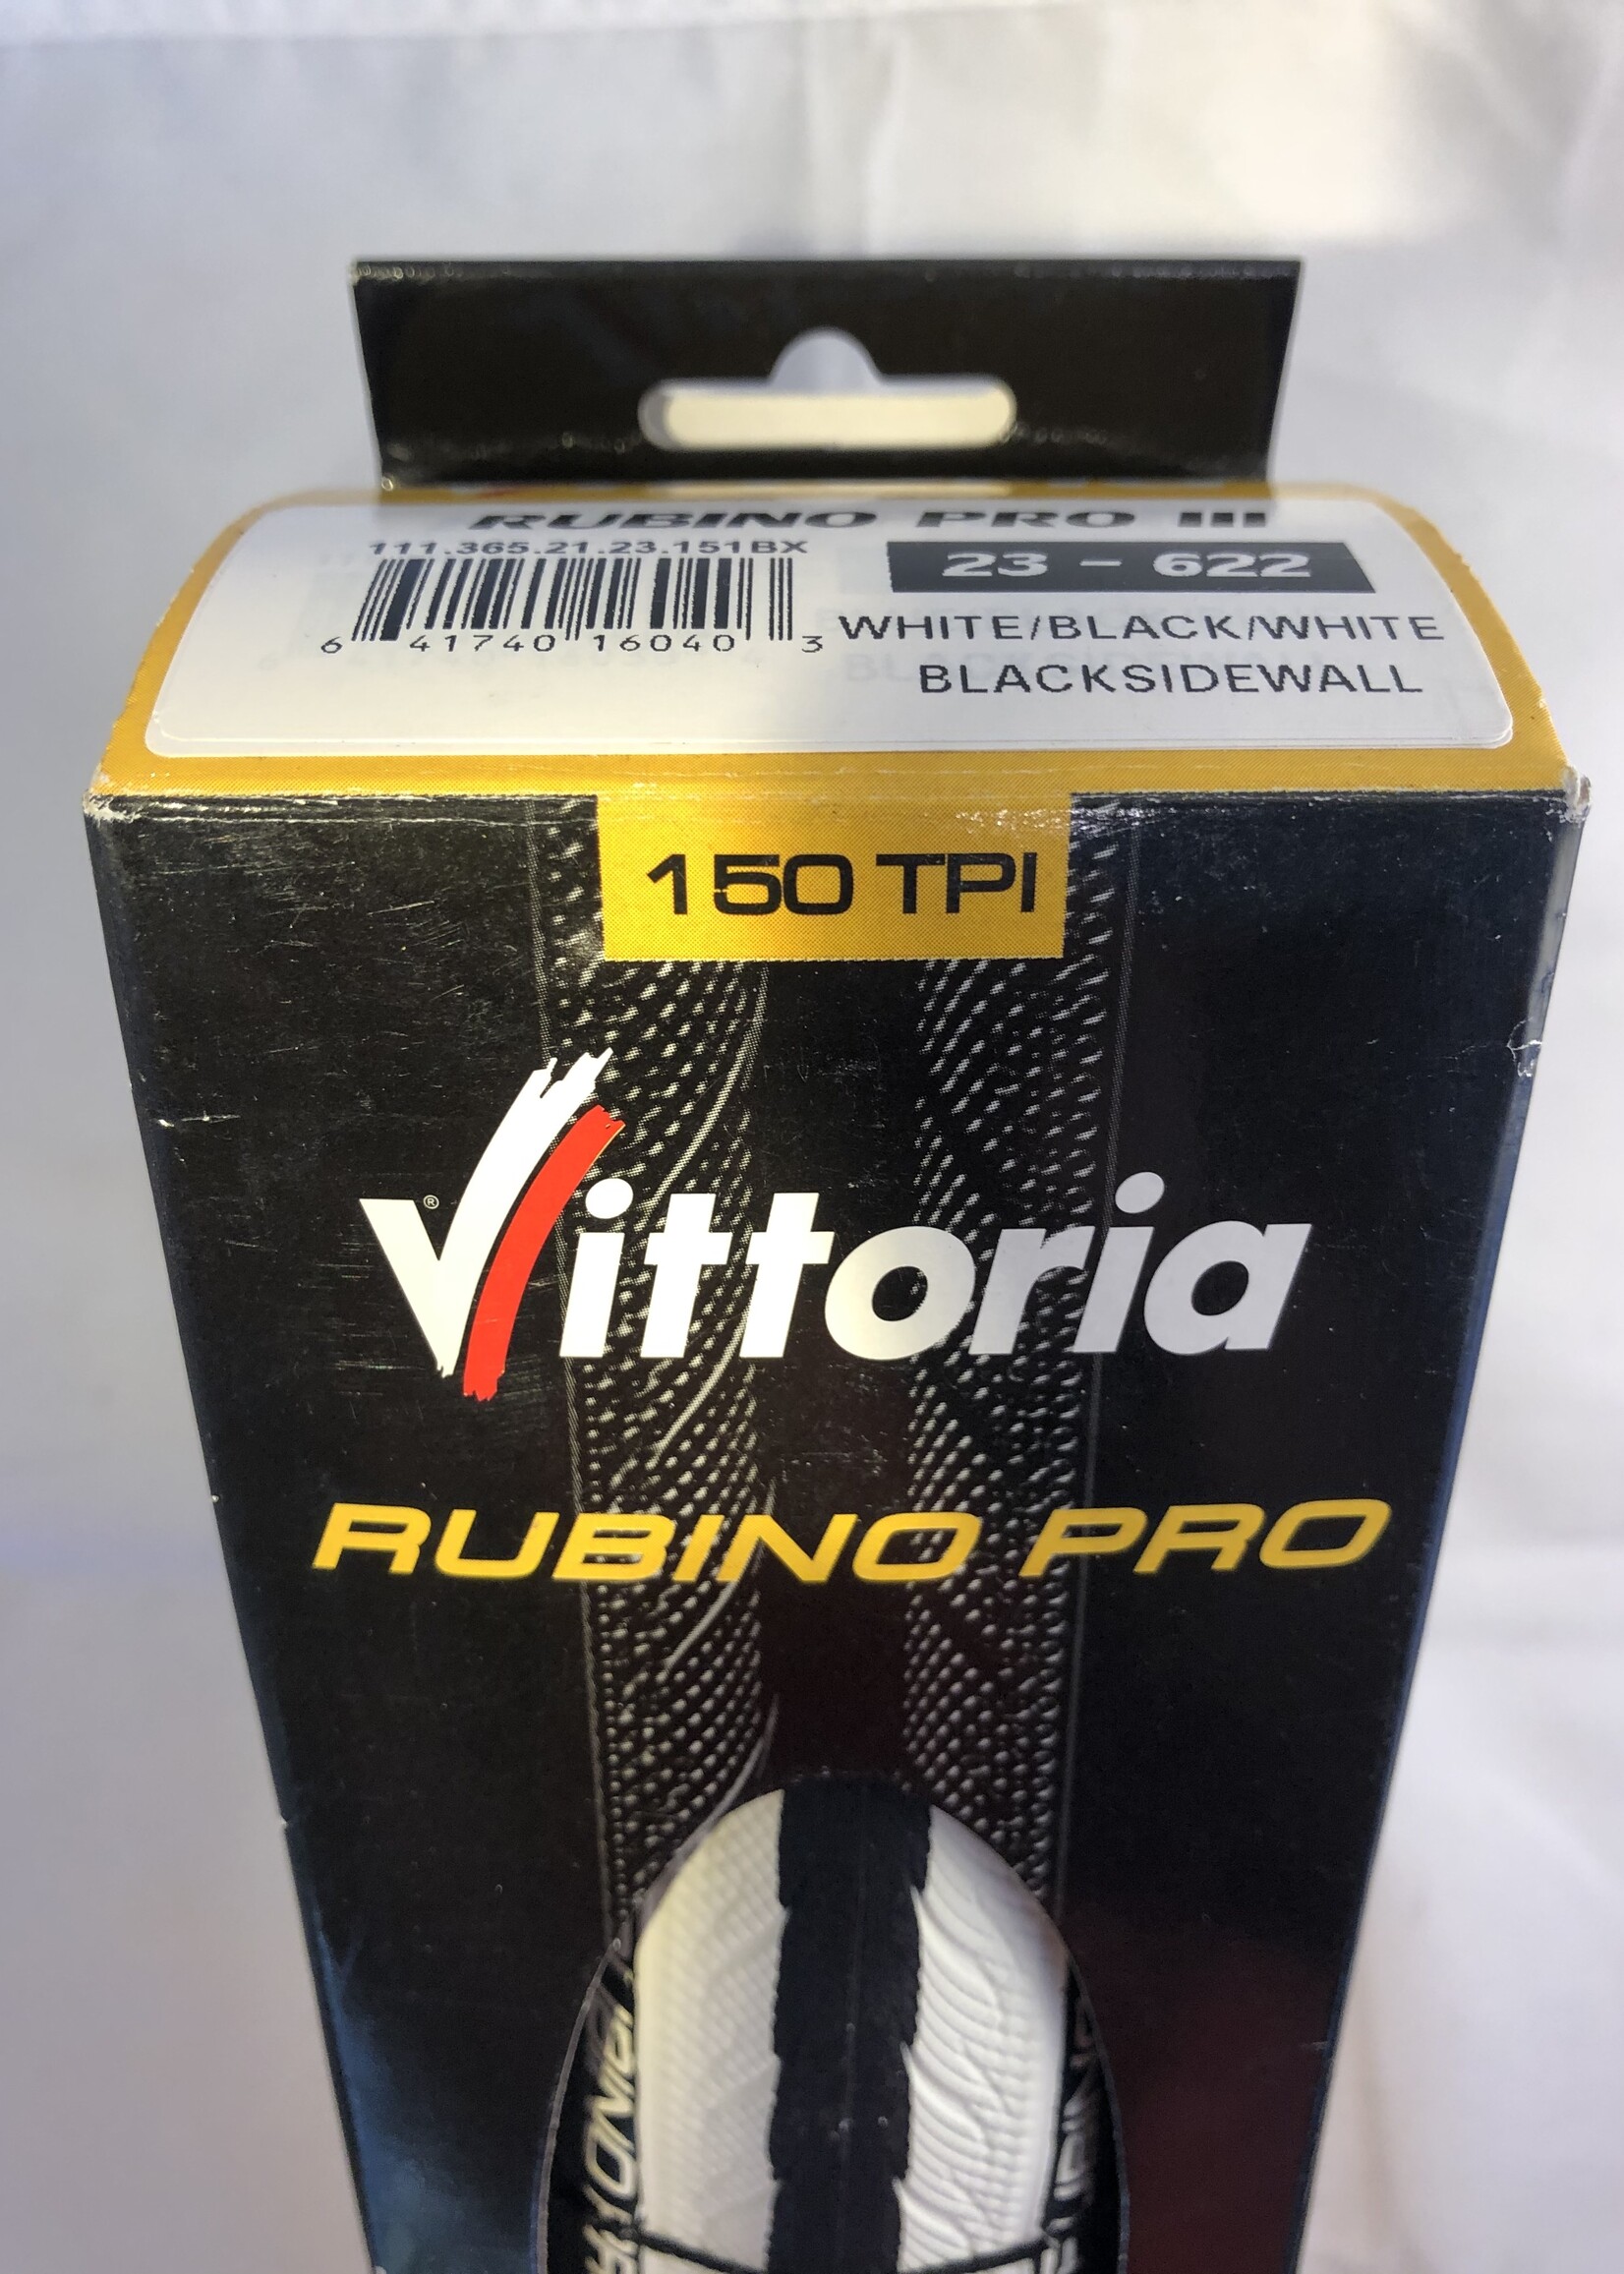 RUBINO PRO III
111.365.21.23.151BX
23 - 622
6 41740 16040 3
WHITE/BLACK/WHITE
BLACKSIDEWALL
150 TPI
Vittoria
®
RUBINO PRO